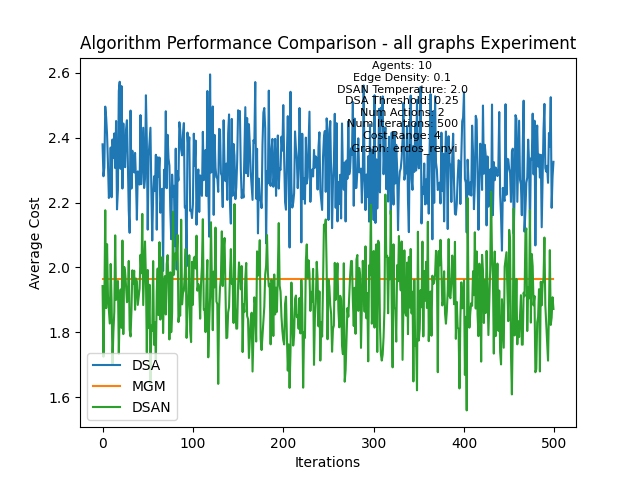 Algorithm Performance Comparison - all graphs Experiment
Agents: 10
Edge Density: 0.1
DSAN Temperature: 2.0
DSA Threshold: 0.25
Num Actions: 2
Num Iterations: 500
Cost Range: 4
Graph: erdos_renyi
2.6
2.4
2.2
2.0
1.8
1.6
Average Cost
DSA
MGM
DSAN
0
100
200
300
400
500
Iterations